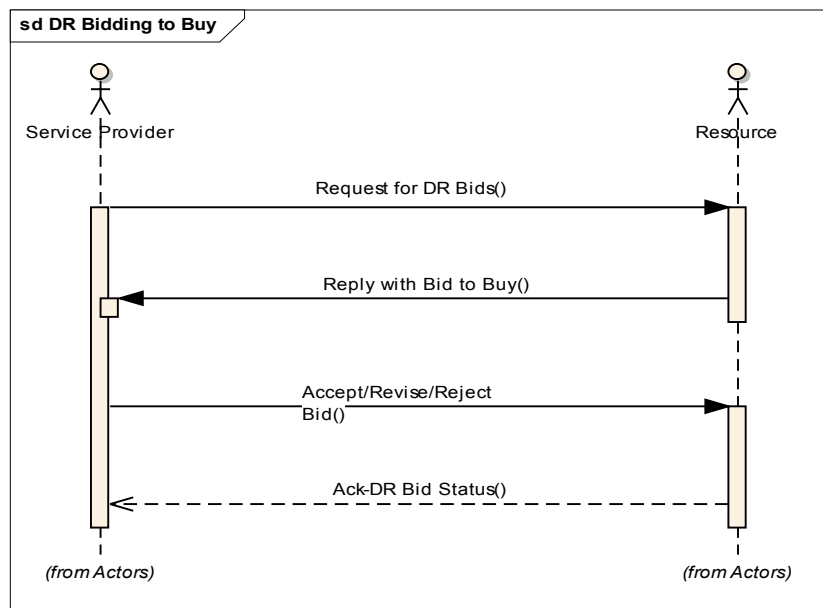 sd DR Bidding to Buy
Service Provider
Resource
Request for DR Bids()
Reply with Bid to Buy()
Accept/Revise/Reject
Bid()
Ack-DR Bid Status()
(from Actors)
(from Actors)